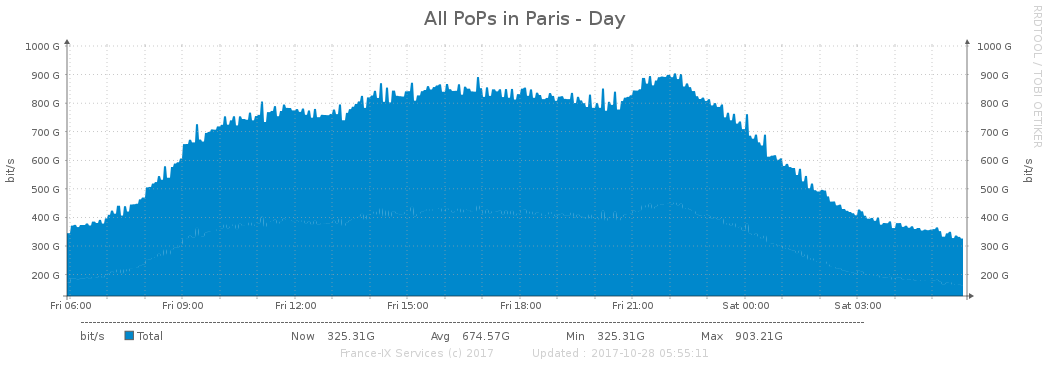 All PoPs in Paris - Day
RRDTOOL / TOBI OETIKER
bit/s
1000 G 1000 G
900 G 900 G
800 G 800 G
700 G 700 G
600 G 600 G
500 G 500 G
400 G 400 G
300 G 300 G
200 G 200 G
bit/s
Fri 06:00 Fri 09:00 Fri 12:00 Fri 15:00 Fri 18:00 Fri 21:00 Sat 00:00 Sat 03:00
bit/s Total Now 325.31G Avg 674.57G Min 325.31G Max 903.21G
France-IX Services (c) 2017 Updated : 2017-10-28 05:55:11